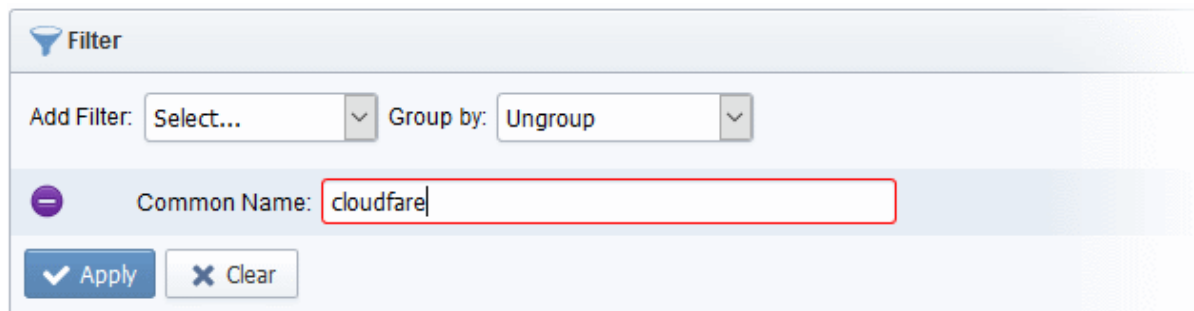 Filter
Add Filter: Select... Group by: Ungroup
Common Name: cloudfare
Apply Clear